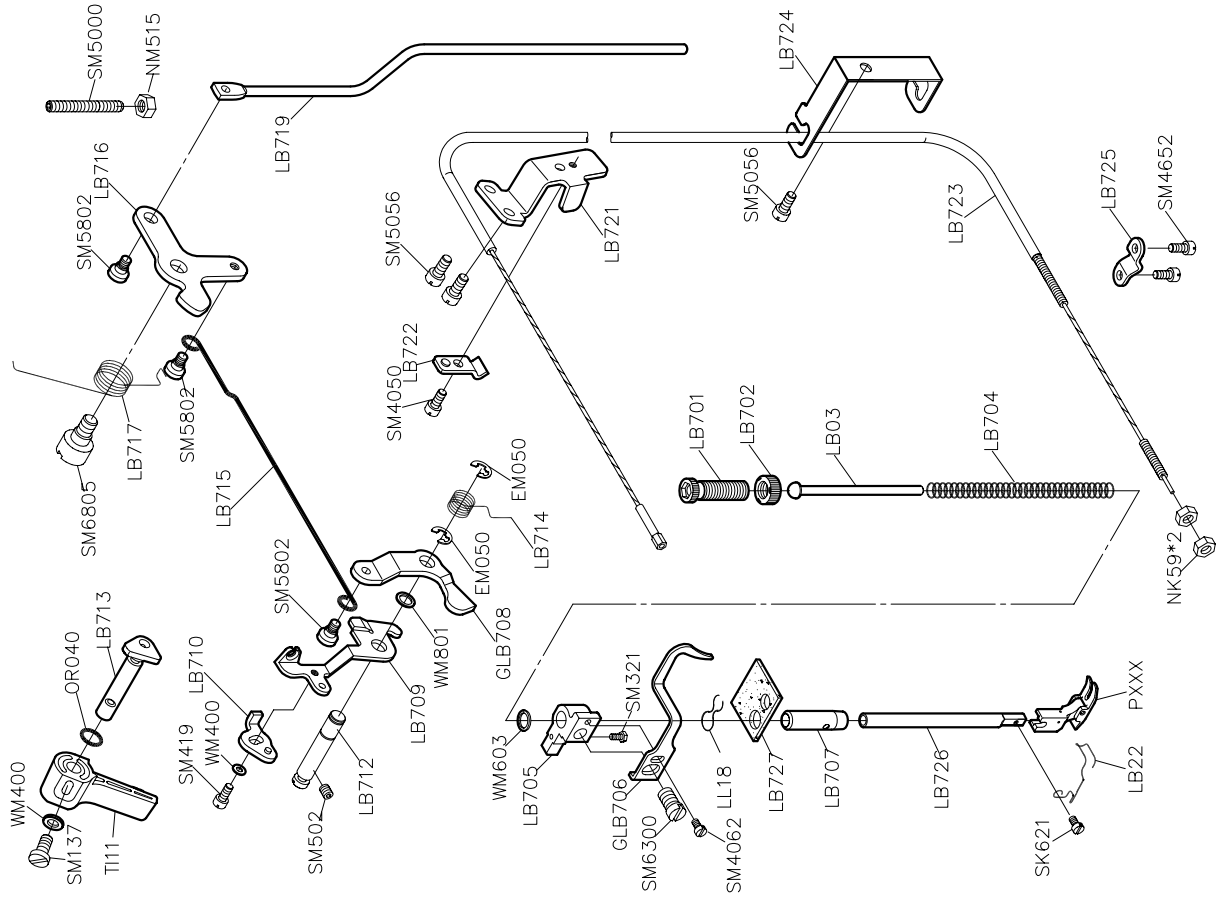 SM5000
NM515
LB716
SM5802
LB719
LB724
SM5056
LB721
SM5056
LB723
LB725
SM4652
LB717
SM6805
SM5802
LB722
SM4050
LB715
LB701
LB702
LB03
LB704
EM050
LB714
EM050
SM5802
NK59*2
LB713
OR040
LB710
WM400
SM419
WM400
SM137
TI11
GLB708
WM801
LB709
LB712
SM502
SM321
WM603
LB705
GLB706
SM6300
SM4062
LL18
LB727
LB707
LB726
PXXX
LB22
SK621